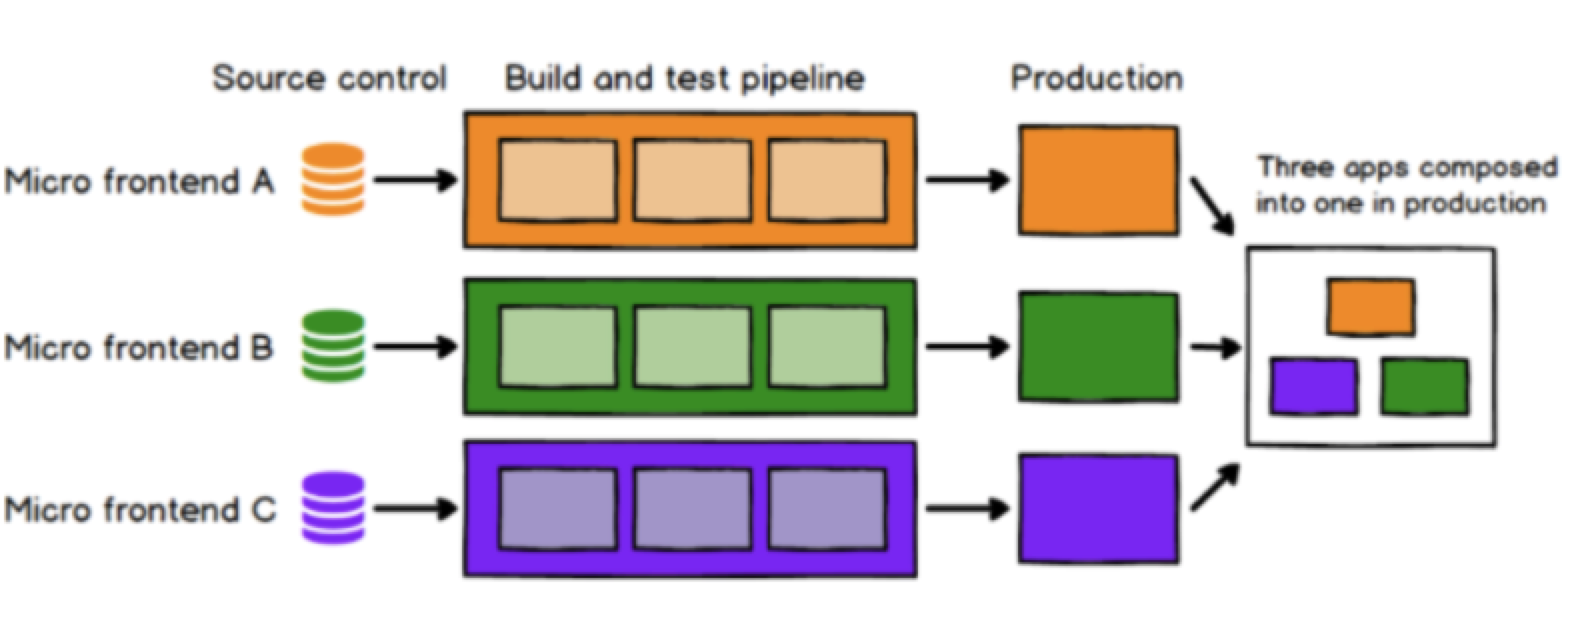 Source control
Build and test pipeline
Production
Micro frontend A
Three apps composed
into one in production
Micro frontend B
Micro frontend C